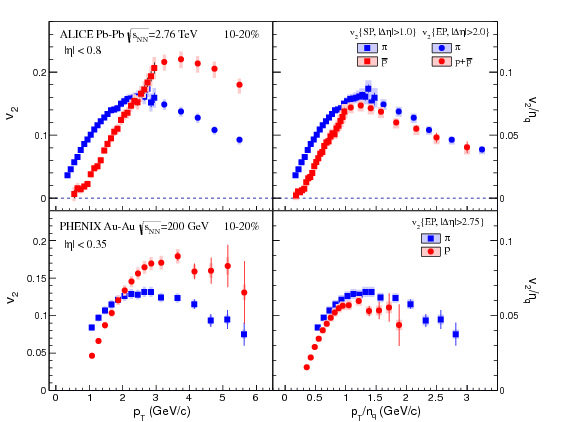 ALICE Pb-Pb √sNN=2.76 TeV 10-20%
|η| < 0.8
v2{SP, |Δη|>1.0} v2{EP, |Δη|>2.0}
π π
p̅ p+p̅
0.2
0.1
0
v2
0.1
0.05
0
v2/nq
PHENIX Au-Au √sNN=200 GeV 10-20%
|η| < 0.35
v2{EP, |Δη|>2.75}
π
p
0.2
0.15
0.1
0.05
0
v2
0.1
0.05
0
v2/nq
0 1 2 3 4 5 6
pT (GeV/c)
0 0.5 1 1.5 2 2.5 3
pT/nq(GeV/c)